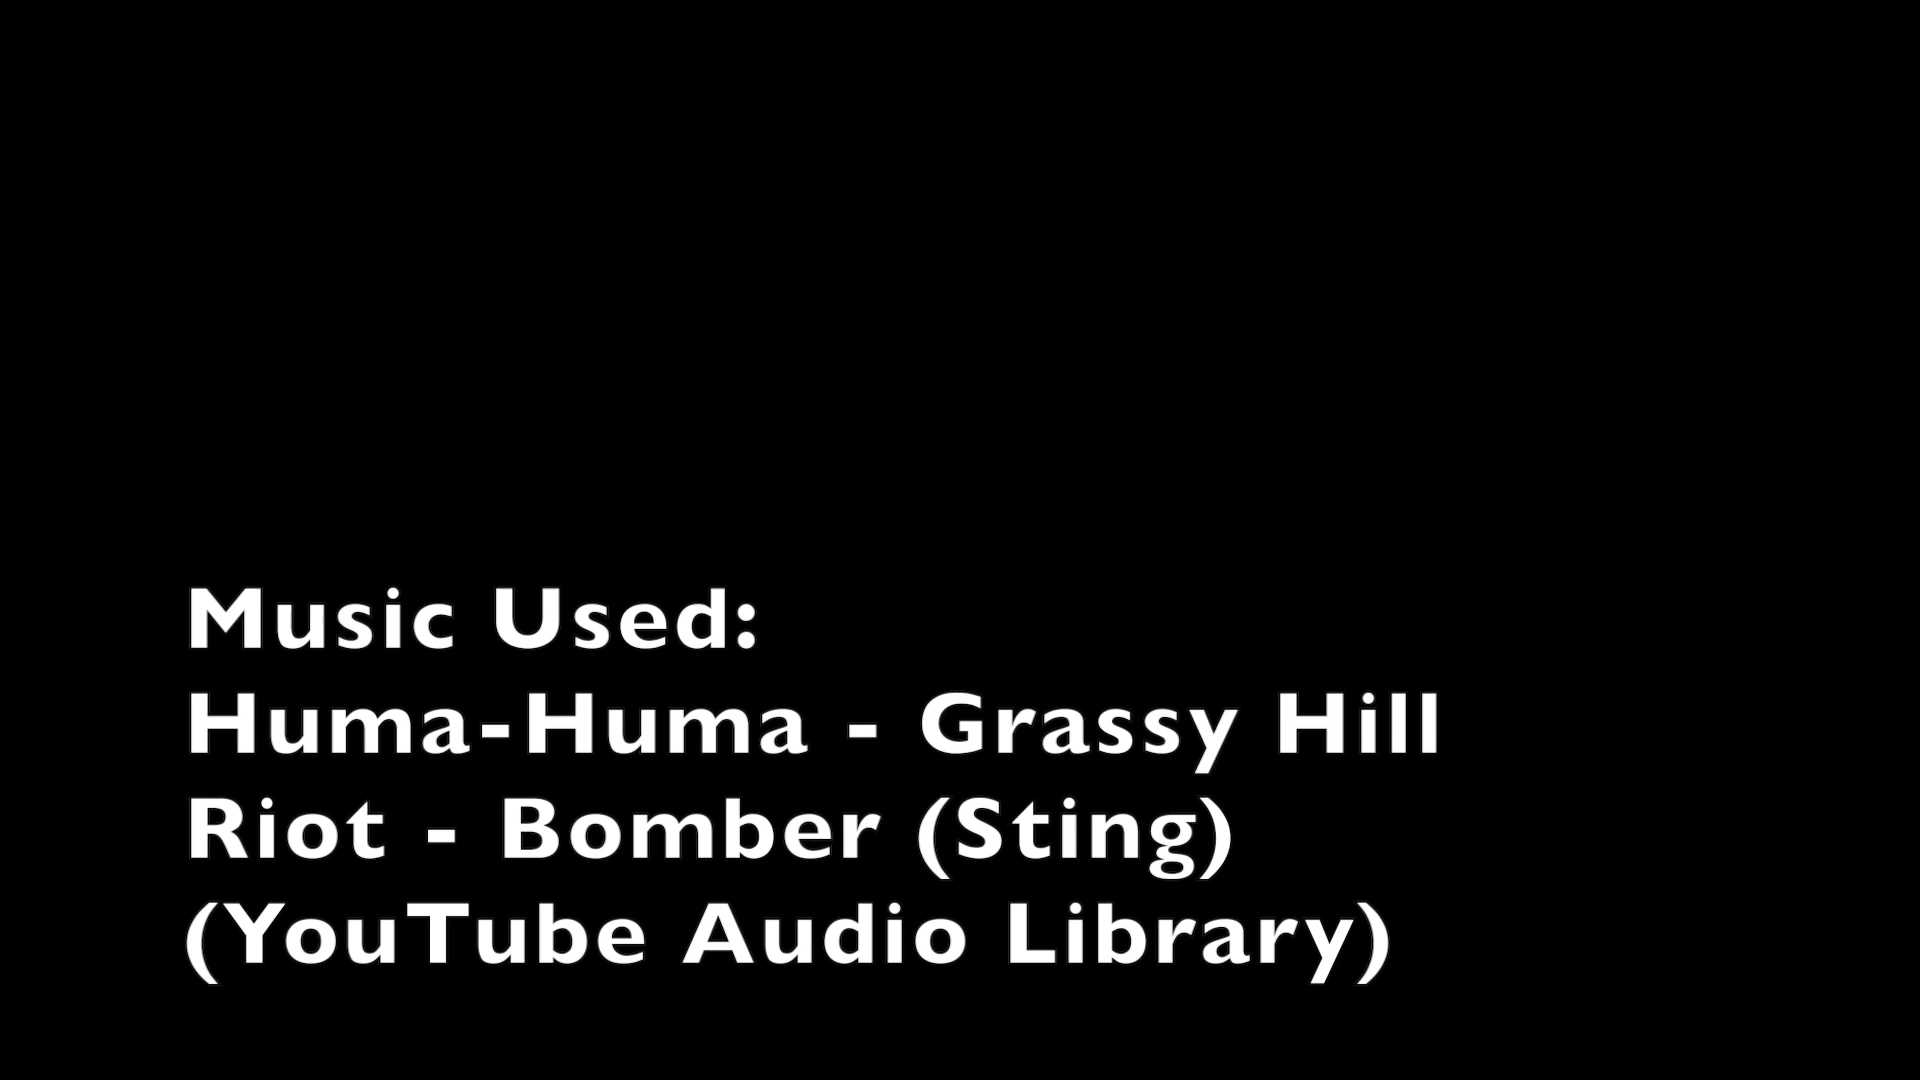 Music Used:
Huma-Huma - Grassy Hill
Riot - Bomber (Sting)
(YouTube Audio Library)